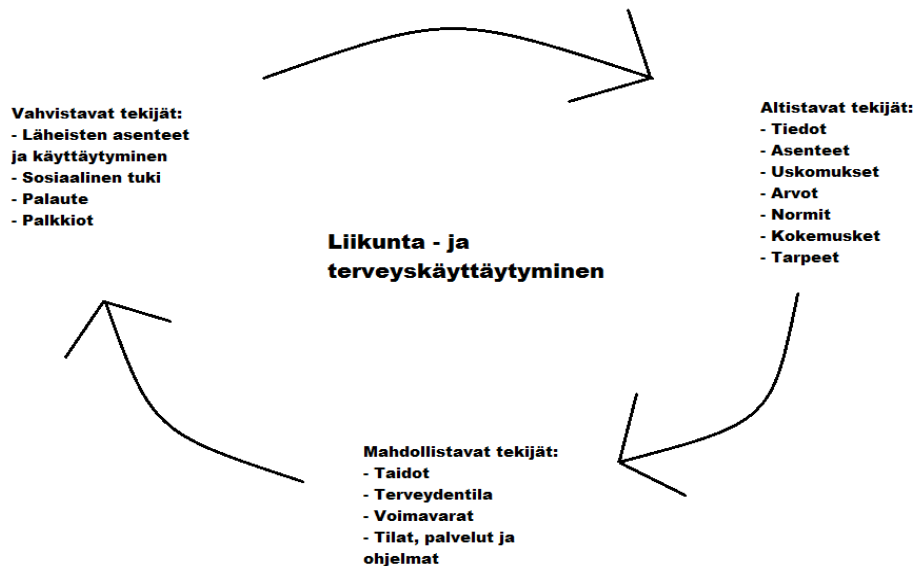 Vahvistavat tekijät:
- Läheisten asenteet
ja käyttäytyminen
- Sosiaalinen tuki
- Palaute
- Palkkiot
Altistavat tekijät:
- Tiedot
- Asenteet
- Uskomukset
- Arvot
- Normit
- Kokemusket
- Tarpeet
Liikunta - ja
terveyskäyttäytyminen
Mahdollistavat tekijät:
- Taidot
- Terveydentila
- Voimavarat
- Tilat, palvelut ja
ohjelmat